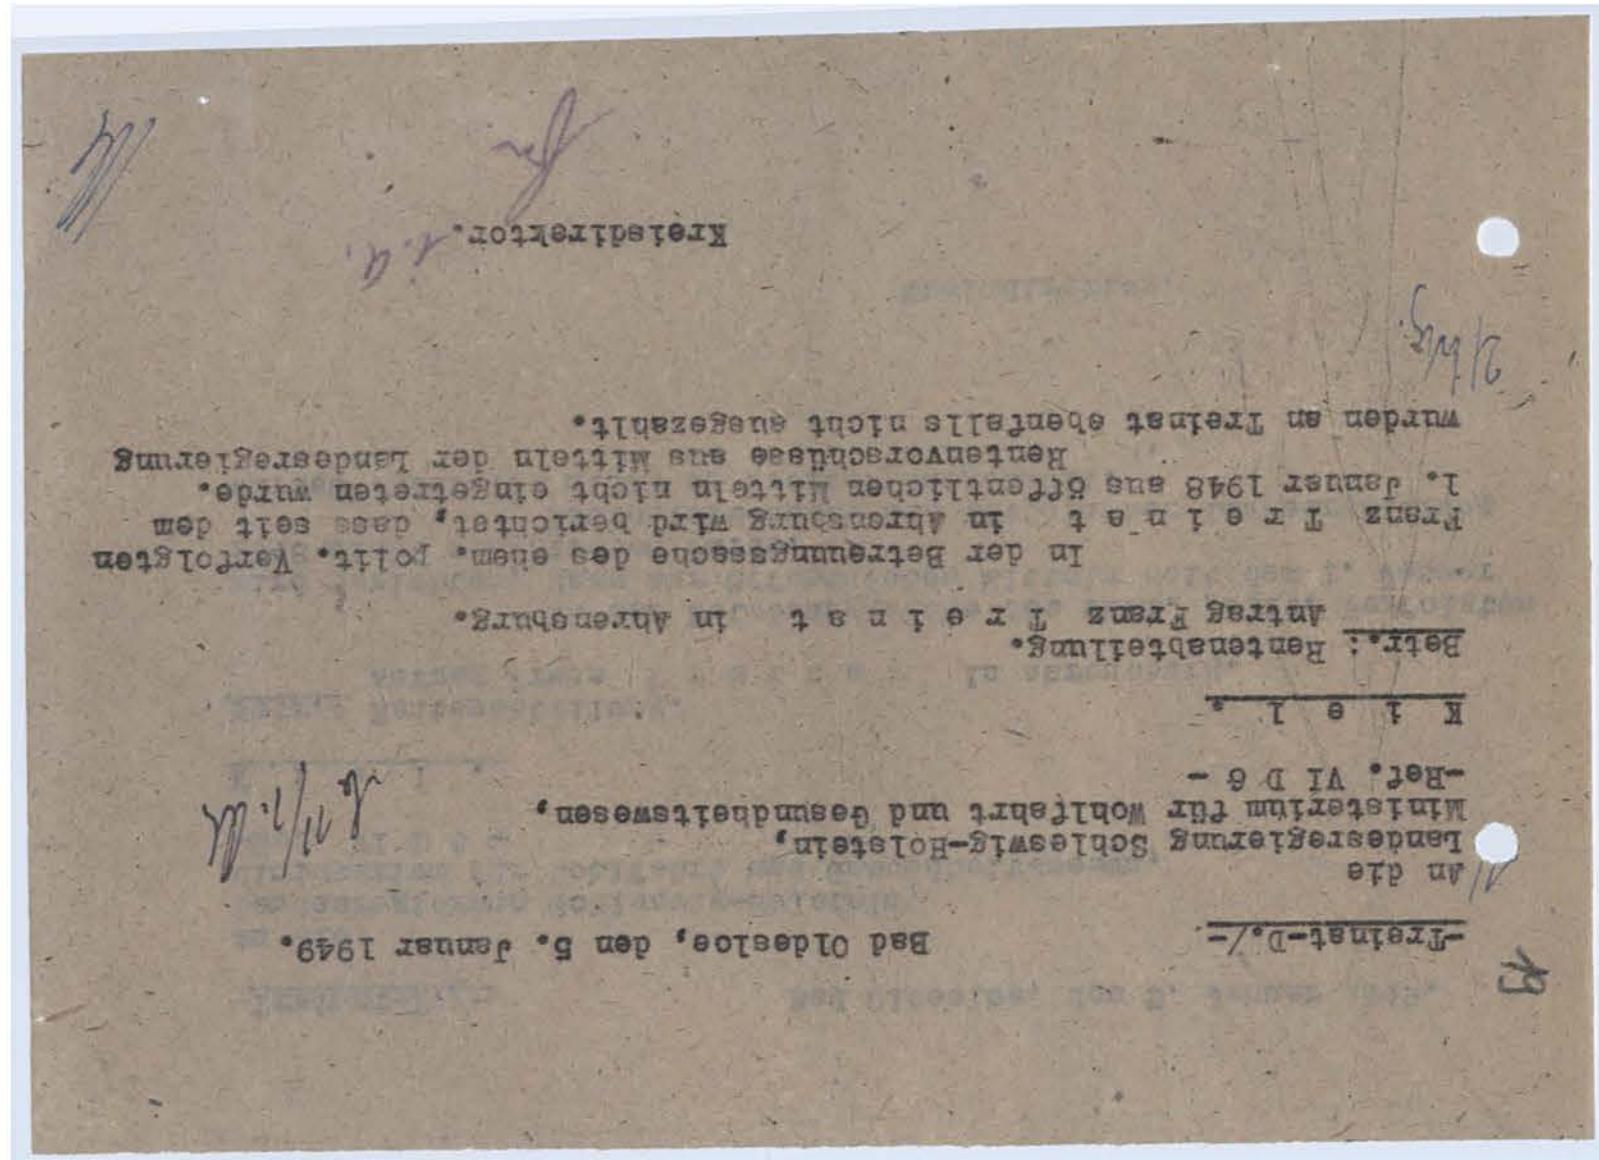 -Treinat-D./-
Bad Oldesloe, den 5. Januar 1949.
1/ An die
Landesregierung Schleswig-Holstein,
Ministerium für Wohlfahrt und Gesundheitswesen,
-Ref. VI D 6 -
K i e l .
Betr.: Rentenabteilung.
Antrag Franz T r e i n a t in Ahrensburg.
In der Betreuungssache des ehem. polit. Verfolgten
Franz T r e i n a t in Ahrensburg wird berichtet, dass seit dem
1. Januar 1948 aus öffentlichen Mitteln nicht eingetreten wurde.
Rentenvorschüsse aus Mitteln der Landesregierung
wurden an Treinat ebenfalls nicht ausgezahlt.
Kreisdirektor.
i.A.